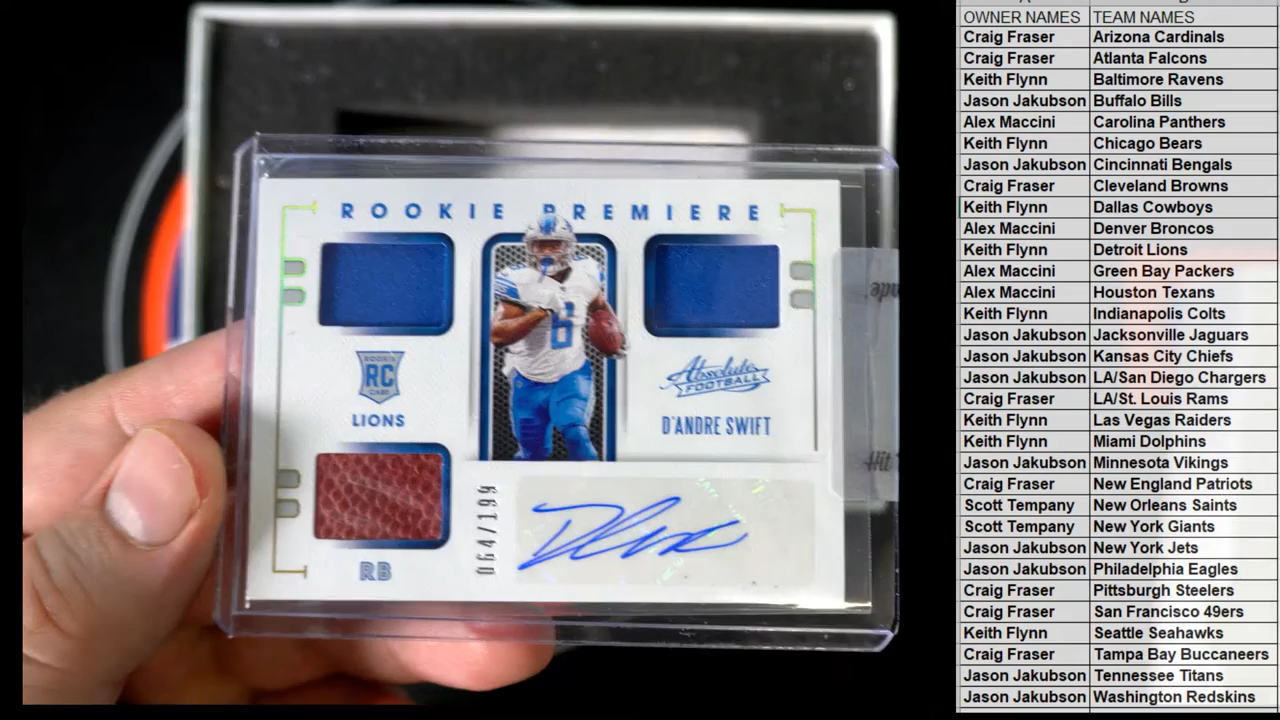 ROOKIE PREMIERE
6
ROOKIE
RC
CARD
LIONS
Absolute
FOOTBALL
D'ANDRE SWIFT
Hit
064/199
RB
OWNER NAMES TEAM NAMES
Craig Fraser Arizona Cardinals
Craig Fraser Atlanta Falcons
Keith Flynn Baltimore Ravens
Jason Jakubson Buffalo Bills
Alex Maccini Carolina Panthers
Keith Flynn Chicago Bears
Jason Jakubson Cincinnati Bengals
Craig Fraser Cleveland Browns
Keith Flynn Dallas Cowboys
Alex Maccini Denver Broncos
Keith Flynn Detroit Lions
Alex Maccini Green Bay Packers
Alex Maccini Houston Texans
Keith Flynn Indianapolis Colts
Jason Jakubson Jacksonville Jaguars
Jason Jakubson Kansas City Chiefs
Jason Jakubson LA/San Diego Chargers
Craig Fraser LA/St. Louis Rams
Keith Flynn Las Vegas Raiders
Keith Flynn Miami Dolphins
Jason Jakubson Minnesota Vikings
Craig Fraser New England Patriots
Scott Tempany New Orleans Saints
Scott Tempany New York Giants
Jason Jakubson New York Jets
Jason Jakubson Philadelphia Eagles
Craig Fraser Pittsburgh Steelers
Craig Fraser San Francisco 49ers
Keith Flynn Seattle Seahawks
Craig Fraser Tampa Bay Buccaneers
Jason Jakubson Tennessee Titans
Jason Jakubson Washington Redskins